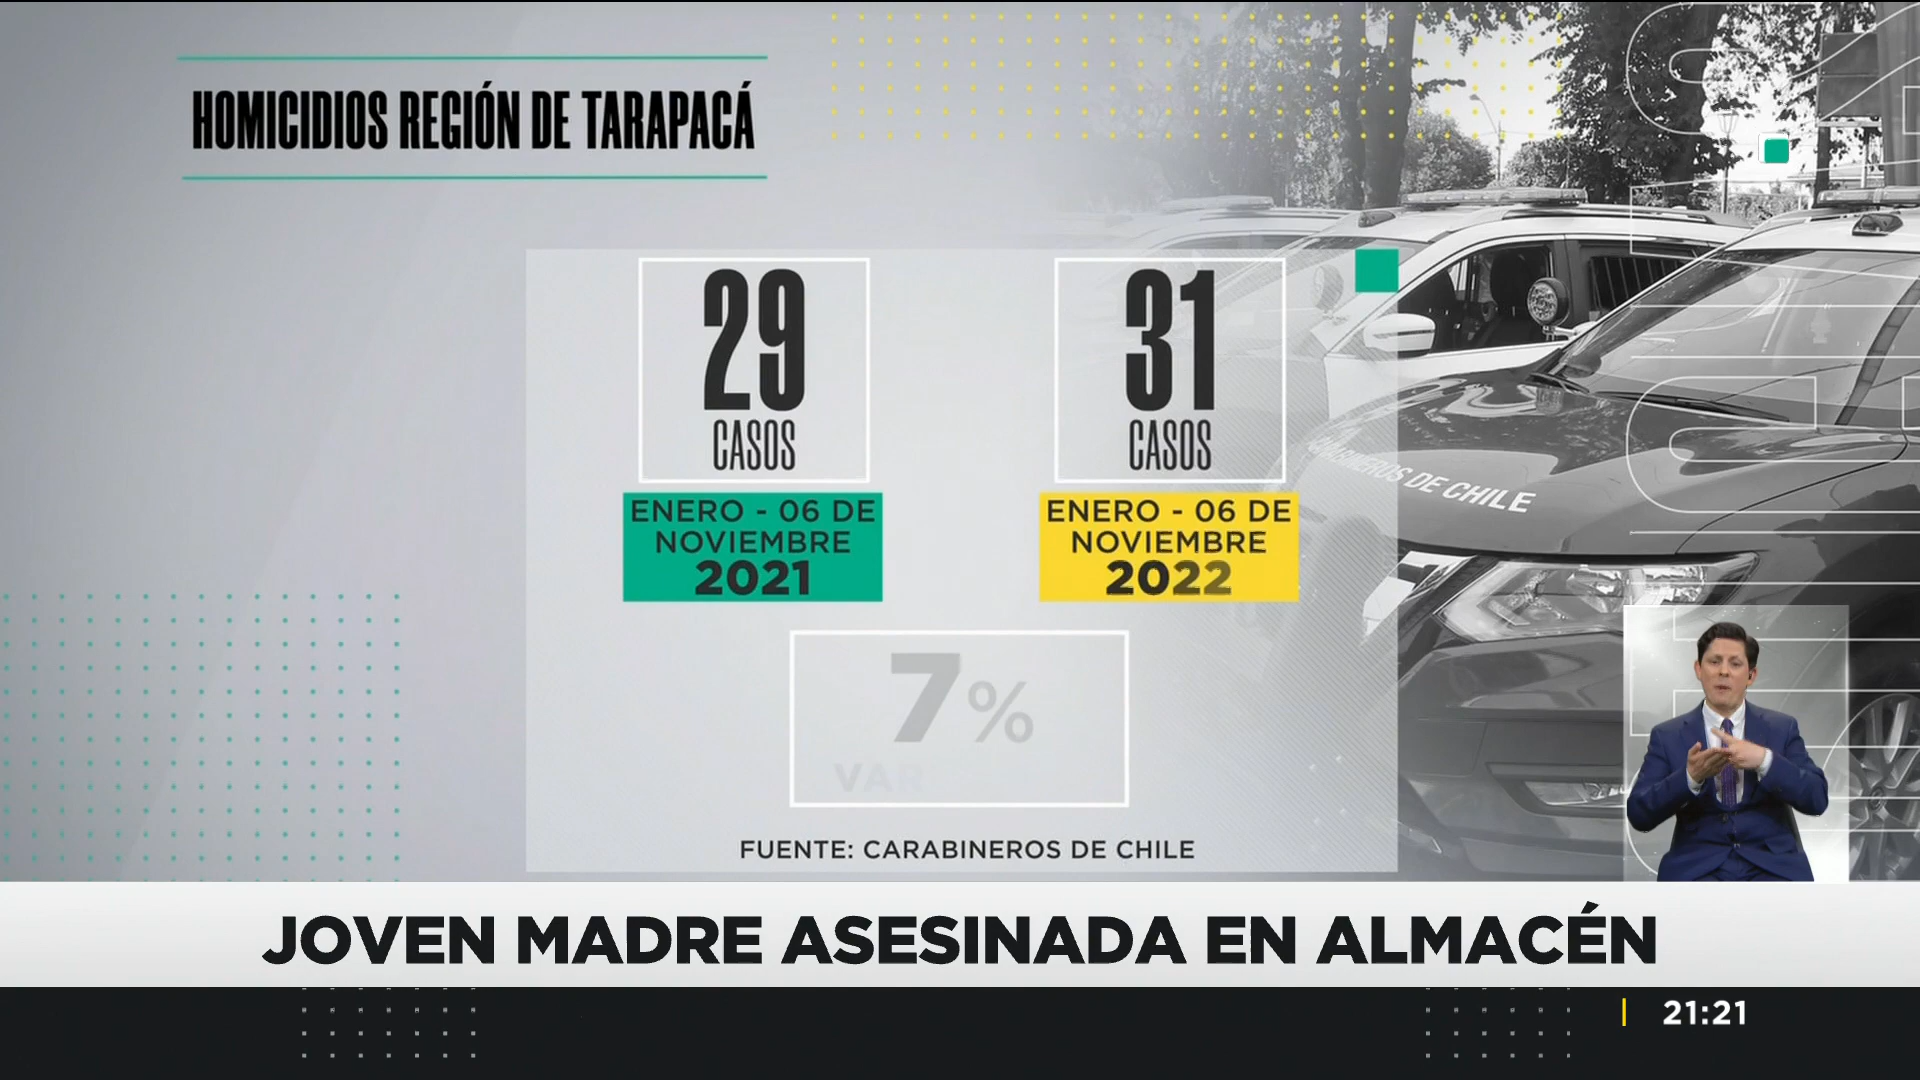 HOMICIDIOS REGIÓN DE TARAPACÁ
29
CASOS
ENERO - 06 DE
NOVIEMBRE
2021
31
CASOS
ENERO - 06 DE
NOVIEMBRE
2022
7%
VAR
FUENTE: CARABINEROS DE CHILE
DE CHILE
JOVEN MADRE ASESINADA EN ALMACÉN
21:21